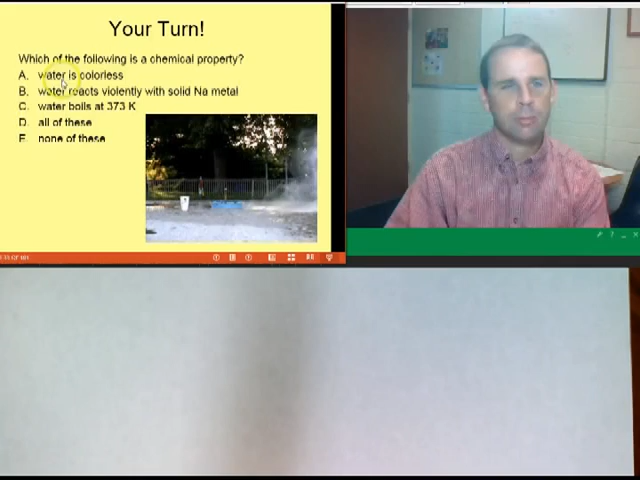 Your Turn!
Which of the following is a chemical property?
A. water is colorless
B. water reacts violently with solid Na metal
C. water boils at 373 K
D. all of these
E. none of these